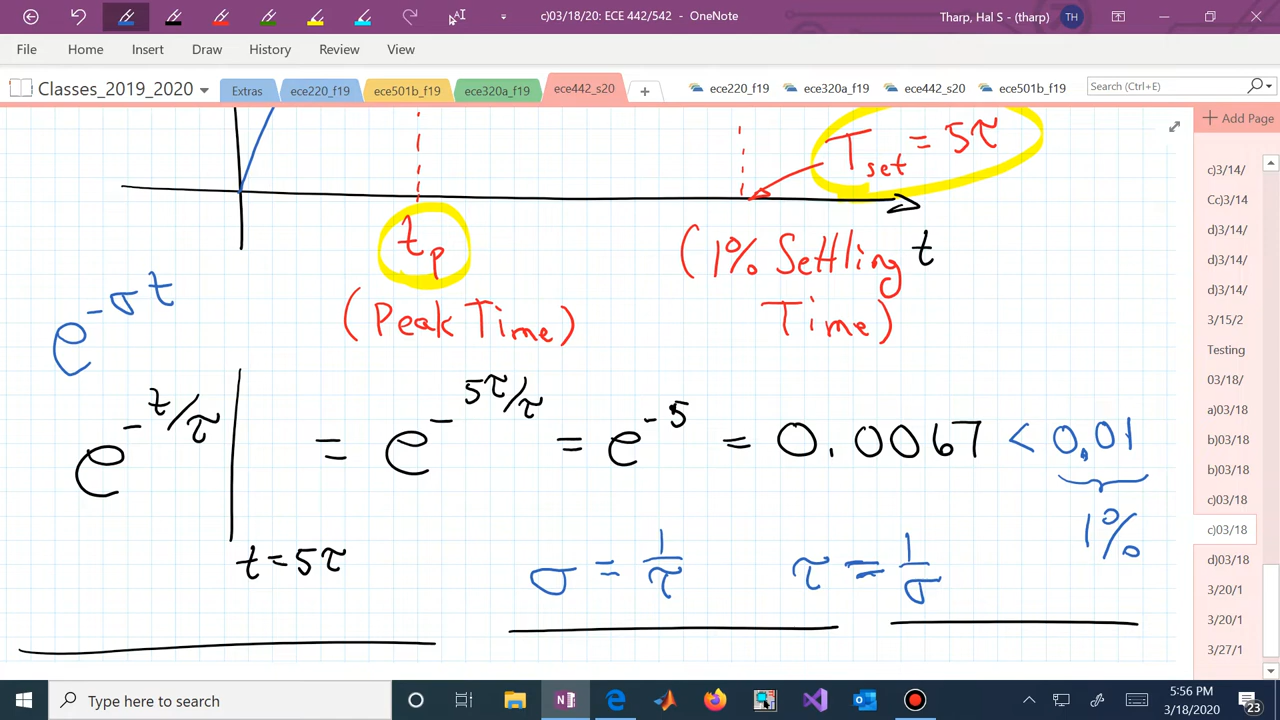 c)03/18/20: ECE 442/542 - OneNote
Tharp, Hal S (tharp)
TH
File Home Insert Draw History Review View
Classes_2019_2020
Extras ece220_f19 ece501b_f19 ece320a_f19 ece442_s20
ece220_f19 ece320a_f19 ece442_s20 ece501b_f19
Search (Ctrl+E)
Add Page
T_set = 5τ
t_p
(Peak Time)
(1% Settling
Time)
t
e^{-σt}
e^{-t/τ} | t=5τ = e^{-5τ/τ} = e^{-5} = 0.0067 < 0.01
1%
σ = 1/τ
τ = 1/σ
c)3/14/
Cc)3/14
d)3/14/
d)3/14/
d)3/14/
3/15/2
Testing
03/18/
a)03/18
b)03/18
b)03/18
c)03/18
c)03/18
d)03/18
3/20/1
3/20/1
3/27/1
Type here to search
5:56 PM
3/18/2020
23